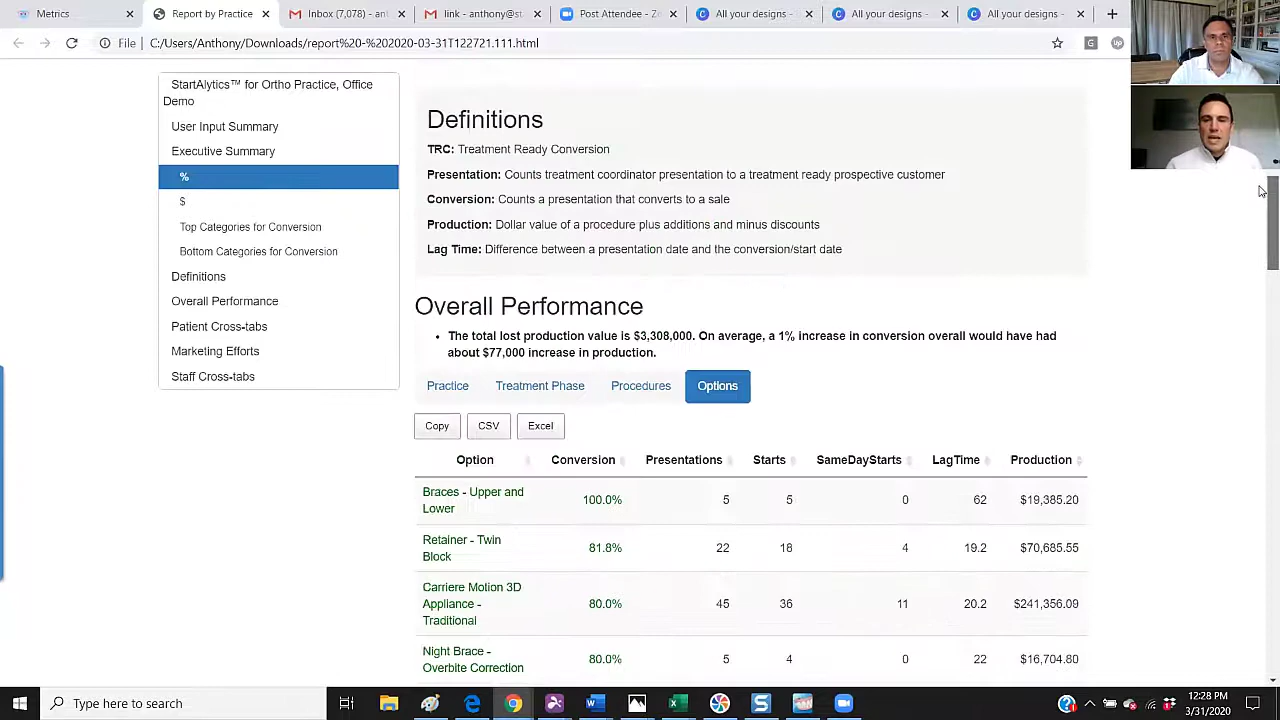 Metrics
Report by Practice
Inbox (7,078) - an
link - anthony@s
Post Attendee - Z
All your designs -
All your designs -
All your designs -
File
C:/Users/Anthony/Downloads/report%20-%202020-03-31T122721.111.html
StartAlytics™ for Ortho Practice, Office
Demo
User Input Summary
Executive Summary
%
$
Top Categories for Conversion
Bottom Categories for Conversion
Definitions
Overall Performance
Patient Cross-tabs
Marketing Efforts
Staff Cross-tabs
Definitions
TRC: Treatment Ready Conversion
Presentation: Counts treatment coordinator presentation to a treatment ready prospective customer
Conversion: Counts a presentation that converts to a sale
Production: Dollar value of a procedure plus additions and minus discounts
Lag Time: Difference between a presentation date and the conversion/start date
Overall Performance
• The total lost production value is $3,308,000. On average, a 1% increase in conversion overall would have had
about $77,000 increase in production.
Practice Treatment Phase Procedures Options
Copy CSV Excel
Option Conversion Presentations Starts SameDayStarts LagTime Production
Braces - Upper and
Lower
100.0% 5 5 0 62 $19,385.20
Retainer - Twin
Block
81.8% 22 18 4 19.2 $70,685.55
Carriere Motion 3D
Appliance -
Traditional
80.0% 45 36 11 20.2 $241,356.09
Night Brace -
Overbite Correction
80.0% 5 4 0 22 $16,704.80
Type here to search
12:28 PM
3/31/2020